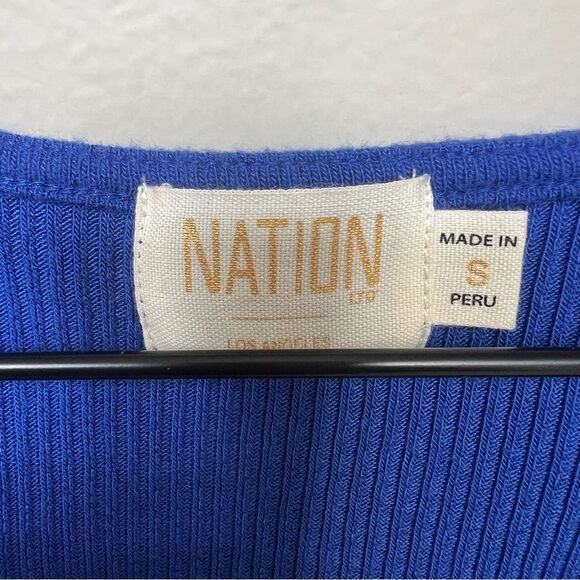 NATION
LTD
LOS ANGELES
MADE IN
S
PERU